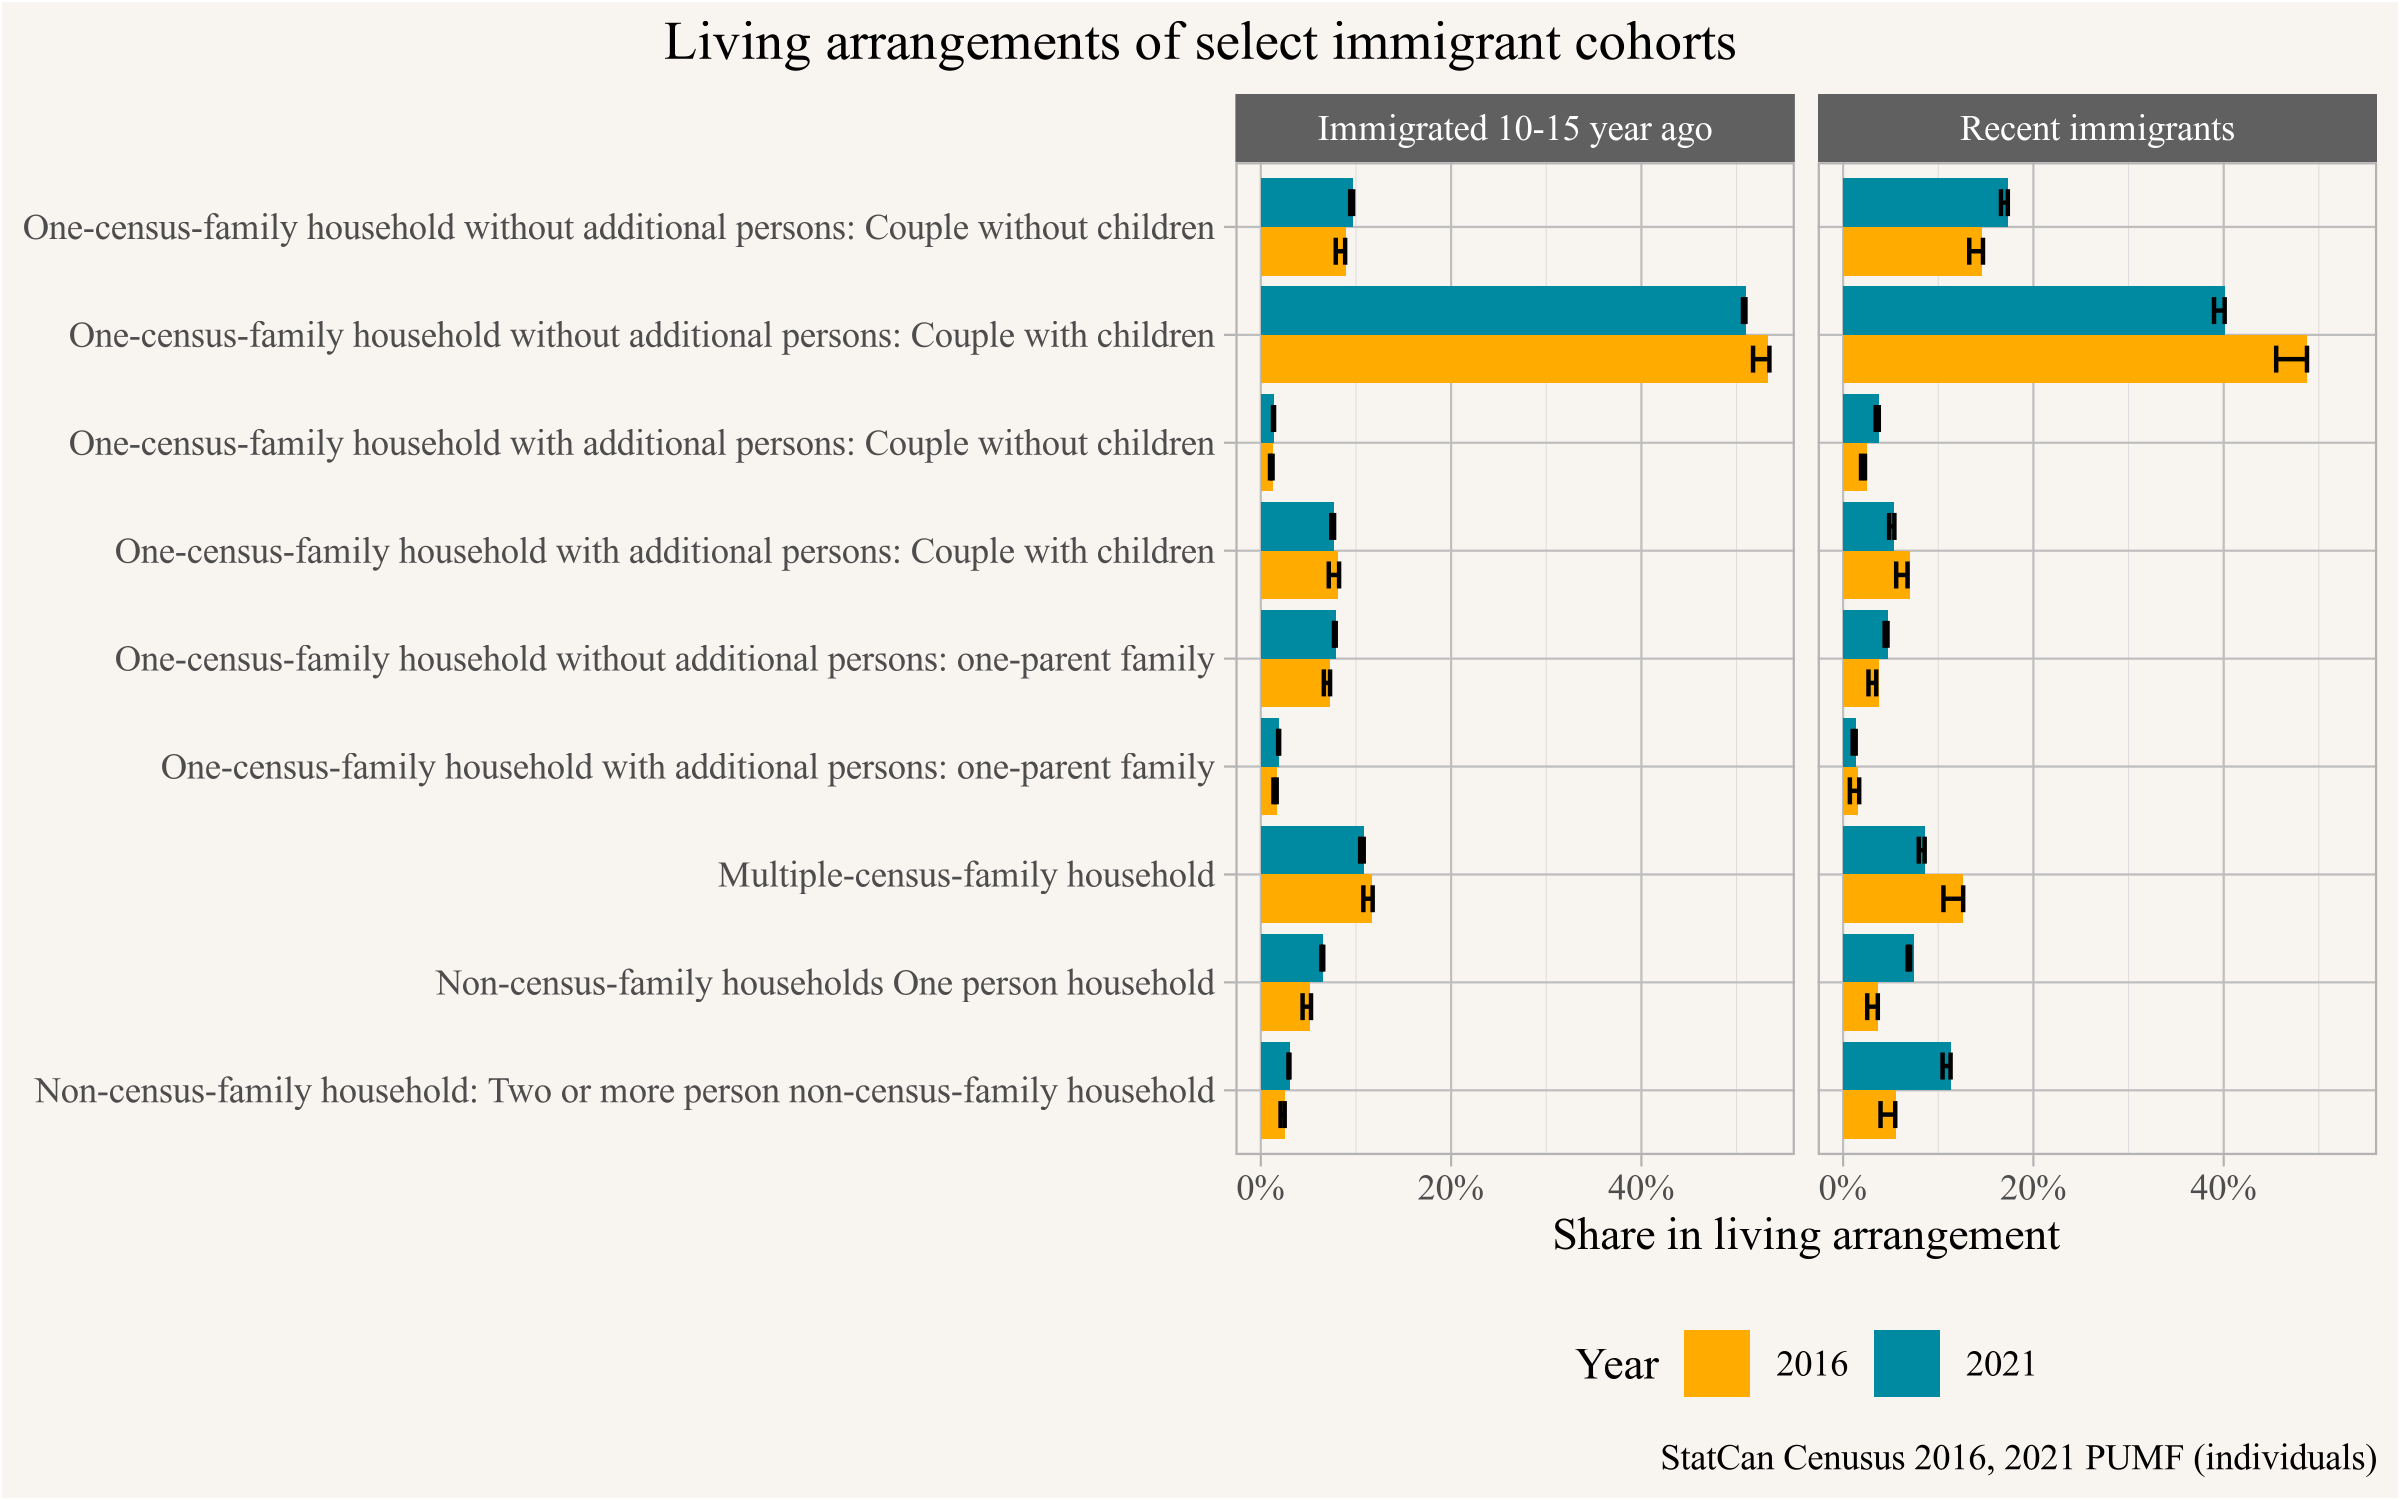 Living arrangements of select immigrant cohorts
Immigrated 10-15 year ago
Recent immigrants
One-census-family household without additional persons: Couple without children
One-census-family household without additional persons: Couple with children
One-census-family household with additional persons: Couple without children
One-census-family household with additional persons: Couple with children
One-census-family household without additional persons: one-parent family
One-census-family household with additional persons: one-parent family
Multiple-census-family household
Non-census-family households One person household
Non-census-family household: Two or more person non-census-family household
0% 20% 40%
0% 20% 40%
Share in living arrangement
Year 2016 2021
StatCan Cenusus 2016, 2021 PUMF (individuals)